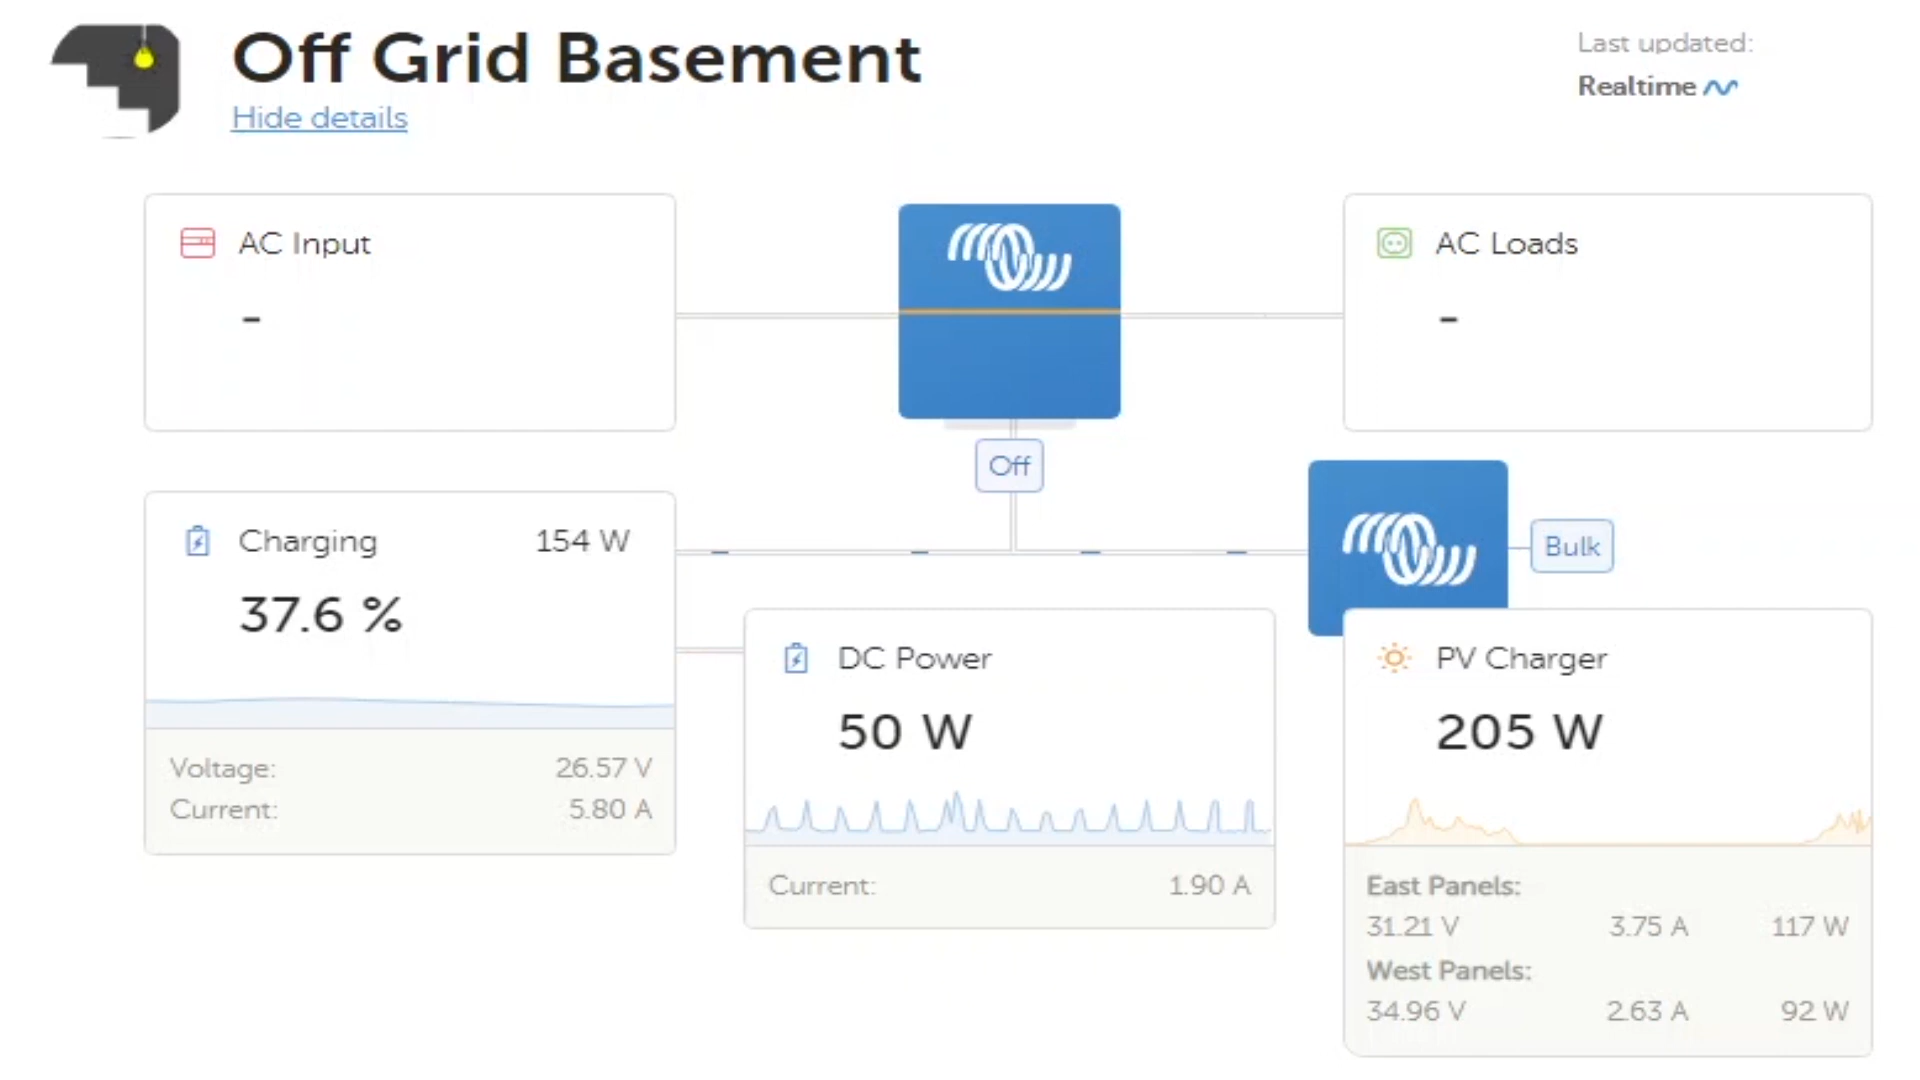 Off Grid Basement
Hide details
Last updated:
Realtime
AC Input
-
AC Loads
-
Off
Charging 154 W
37.6 %
Voltage: 26.57 V
Current: 5.80 A
Bulk
DC Power
50 W
Current: 1.90 A
PV Charger
205 W
East Panels:
31.21 V 3.75 A 117 W
West Panels:
34.96 V 2.63 A 92 W